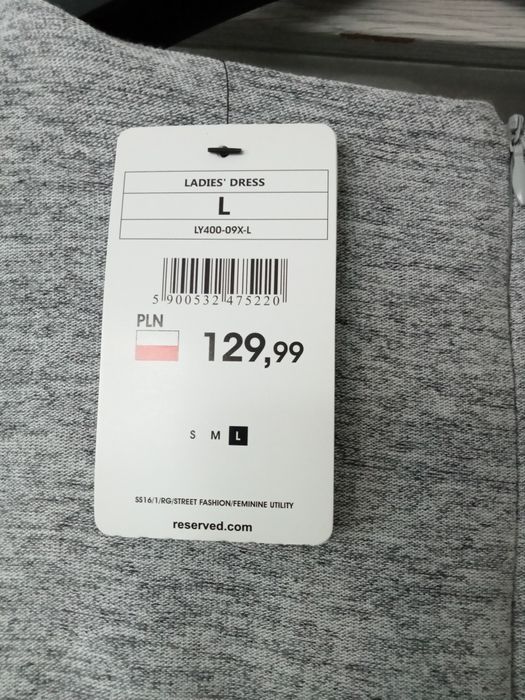 LADIES' DRESS
L
LY400-09X-L
5 900532 475220
PLN
129,99
S M L
SS16/1/RG/STREET FASHION/FEMININE UTILITY
reserved.com